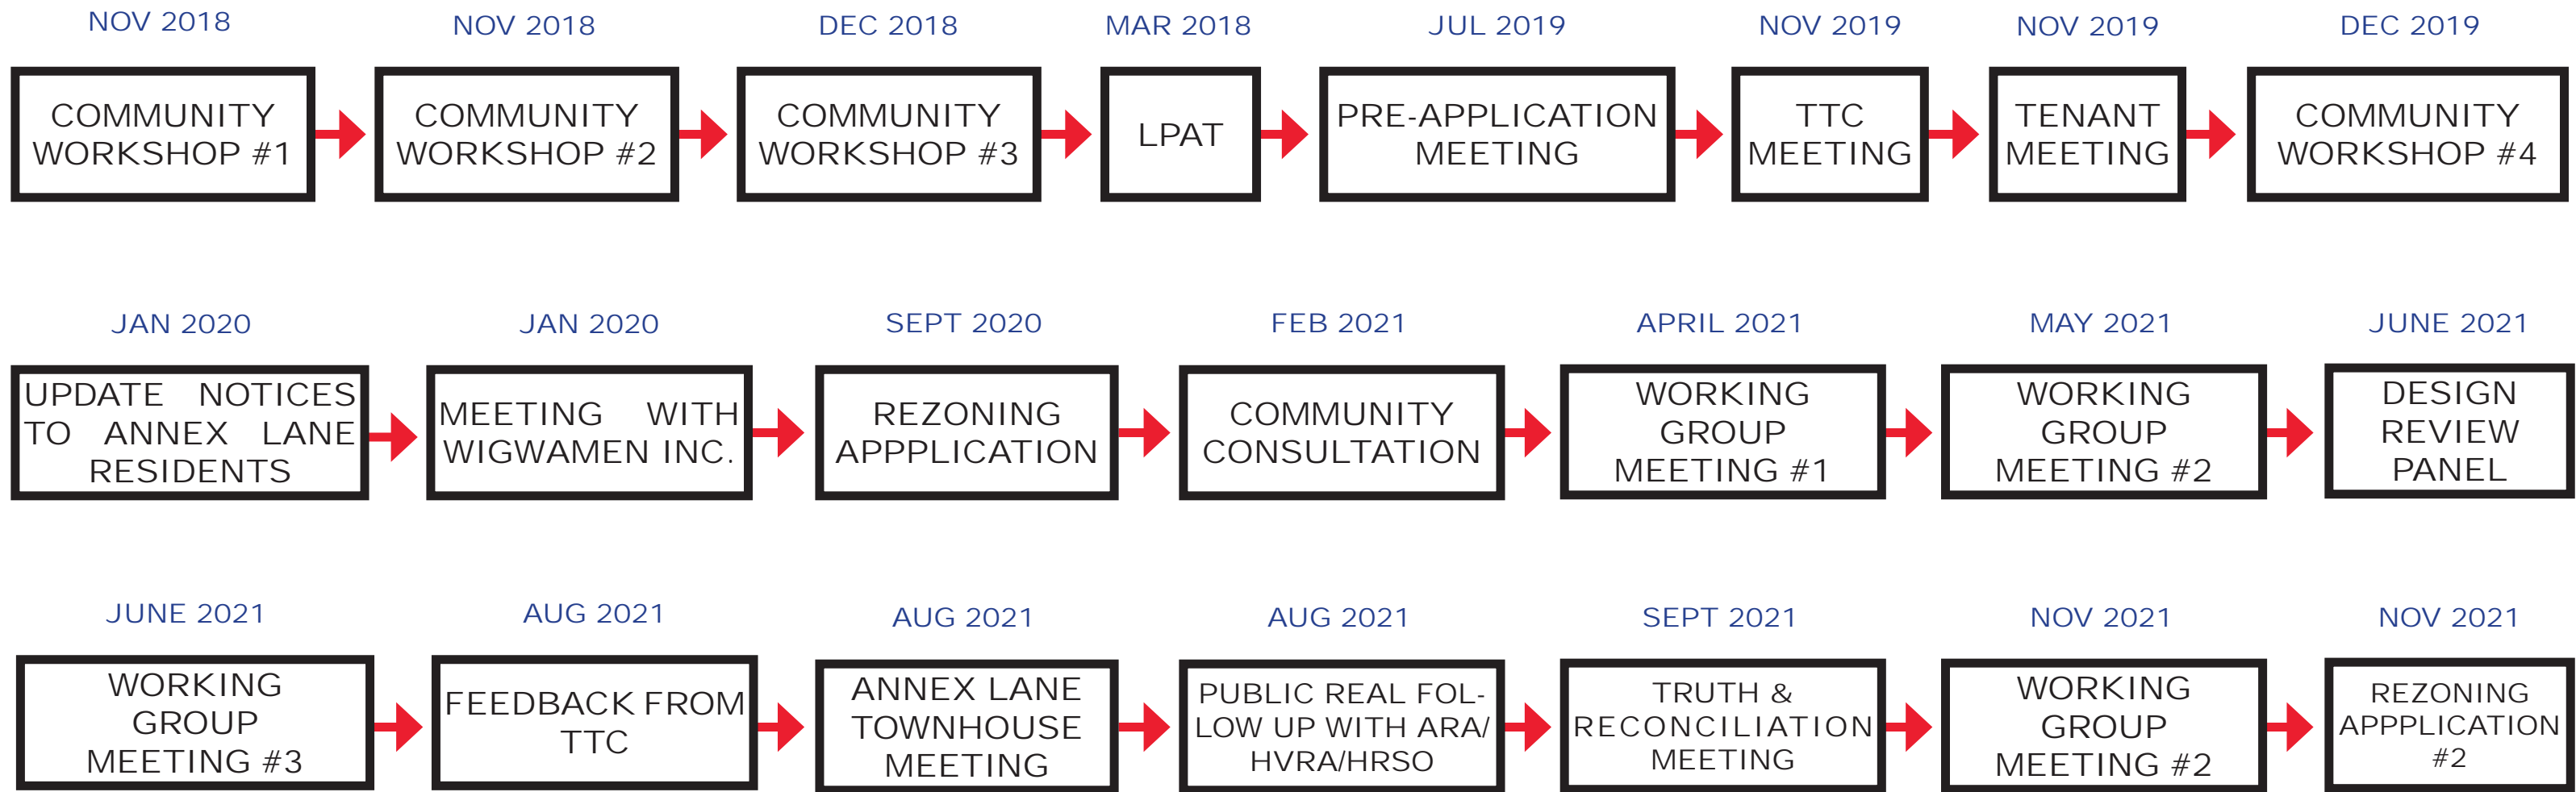 NOV 2018
NOV 2018
DEC 2018
MAR 2018
JUL 2019
NOV 2019
NOV 2019
DEC 2019
COMMUNITY
WORKSHOP #1
COMMUNITY
WORKSHOP #2
COMMUNITY
WORKSHOP #3
LPAT
PRE-APPLICATION
MEETING
TTC
MEETING
TENANT
MEETING
COMMUNITY
WORKSHOP #4
JAN 2020
JAN 2020
SEPT 2020
FEB 2021
APRIL 2021
MAY 2021
JUNE 2021
UPDATE NOTICES
TO ANNEX LANE
RESIDENTS
MEETING WITH
WIGWAMEN INC.
REZONING
APPPLICATION
COMMUNITY
CONSULTATION
WORKING
GROUP
MEETING #1
WORKING
GROUP
MEETING #2
DESIGN
REVIEW
PANEL
JUNE 2021
AUG 2021
AUG 2021
AUG 2021
SEPT 2021
NOV 2021
NOV 2021
WORKING
GROUP
MEETING #3
FEEDBACK FROM
TTC
ANNEX LANE
TOWNHOUSE
MEETING
PUBLIC REAL FOL-
LOW UP WITH ARA/
HVRA/HRSO
TRUTH &
RECONCILIATION
MEETING
WORKING
GROUP
MEETING #2
REZONING
APPPLICATION
#2